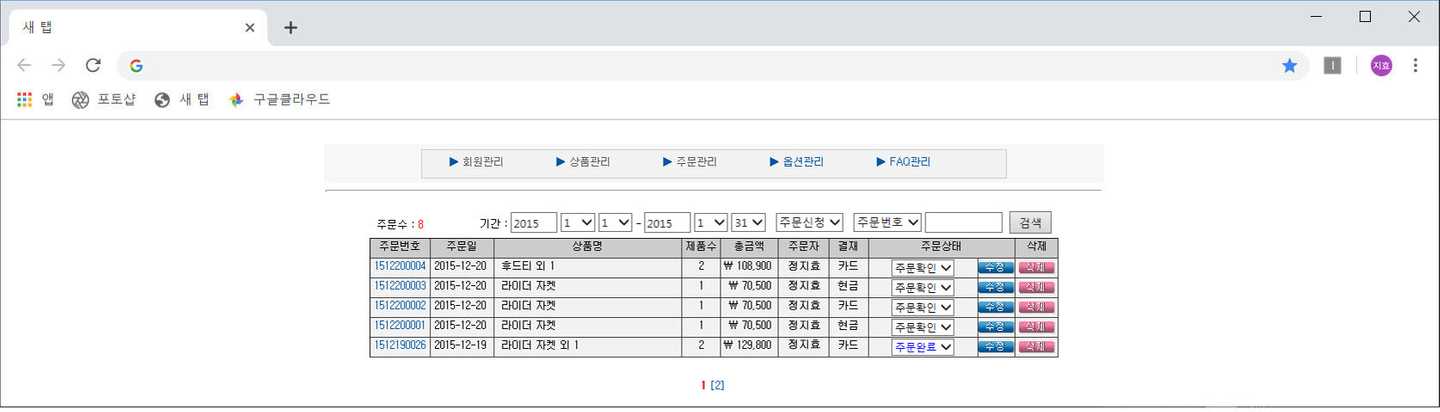 새 탭
I 지효
앱 포토샵 새 탭 구글클라우드
▶ 회원관리 ▶ 상품관리 ▶ 주문관리 ▶ 옵션관리 ▶ FAQ관리
주문수 : 8 기간 : 2015 1 1 - 2015 1 31 주문신청 주문번호 검색
주문번호 주문일 상품명 제품수 총금액 주문자 결재 주문상태 삭제
1512200004 2015-12-20 후드티 외 1 2 ₩ 108,900 정지효 카드 주문확인 수정 삭제
1512200003 2015-12-20 라이더 자켓 1 ₩ 70,500 정지효 현금 주문확인 수정 삭제
1512200002 2015-12-20 라이더 자켓 1 ₩ 70,500 정지효 카드 주문확인 수정 삭제
1512200001 2015-12-20 라이더 자켓 1 ₩ 70,500 정지효 현금 주문확인 수정 삭제
1512190026 2015-12-19 라이더 자켓 외 1 2 ₩ 129,800 정지효 카드 주문완료 수정 삭제
1 [2]